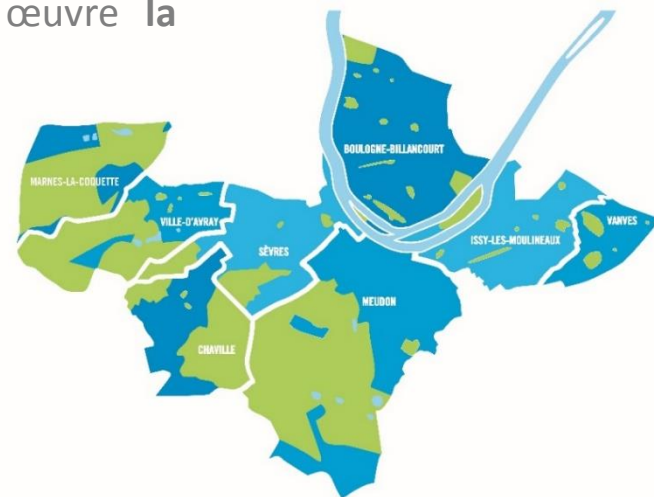 œuvre la
BOULOGNE-BILLANCOURT
MARNES-LA-COQUETTE
VILLE-D'AVRAY
VANVES
ISSY-LES-MOULINEAUX
SÈVRES
MEUDON
CHAVILLE